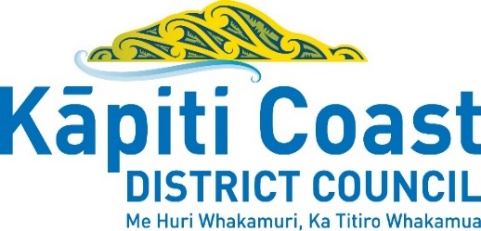 Kāpiti Coast
DISTRICT COUNCIL
Me Huri Whakamuri, Ka Titiro Whakamua